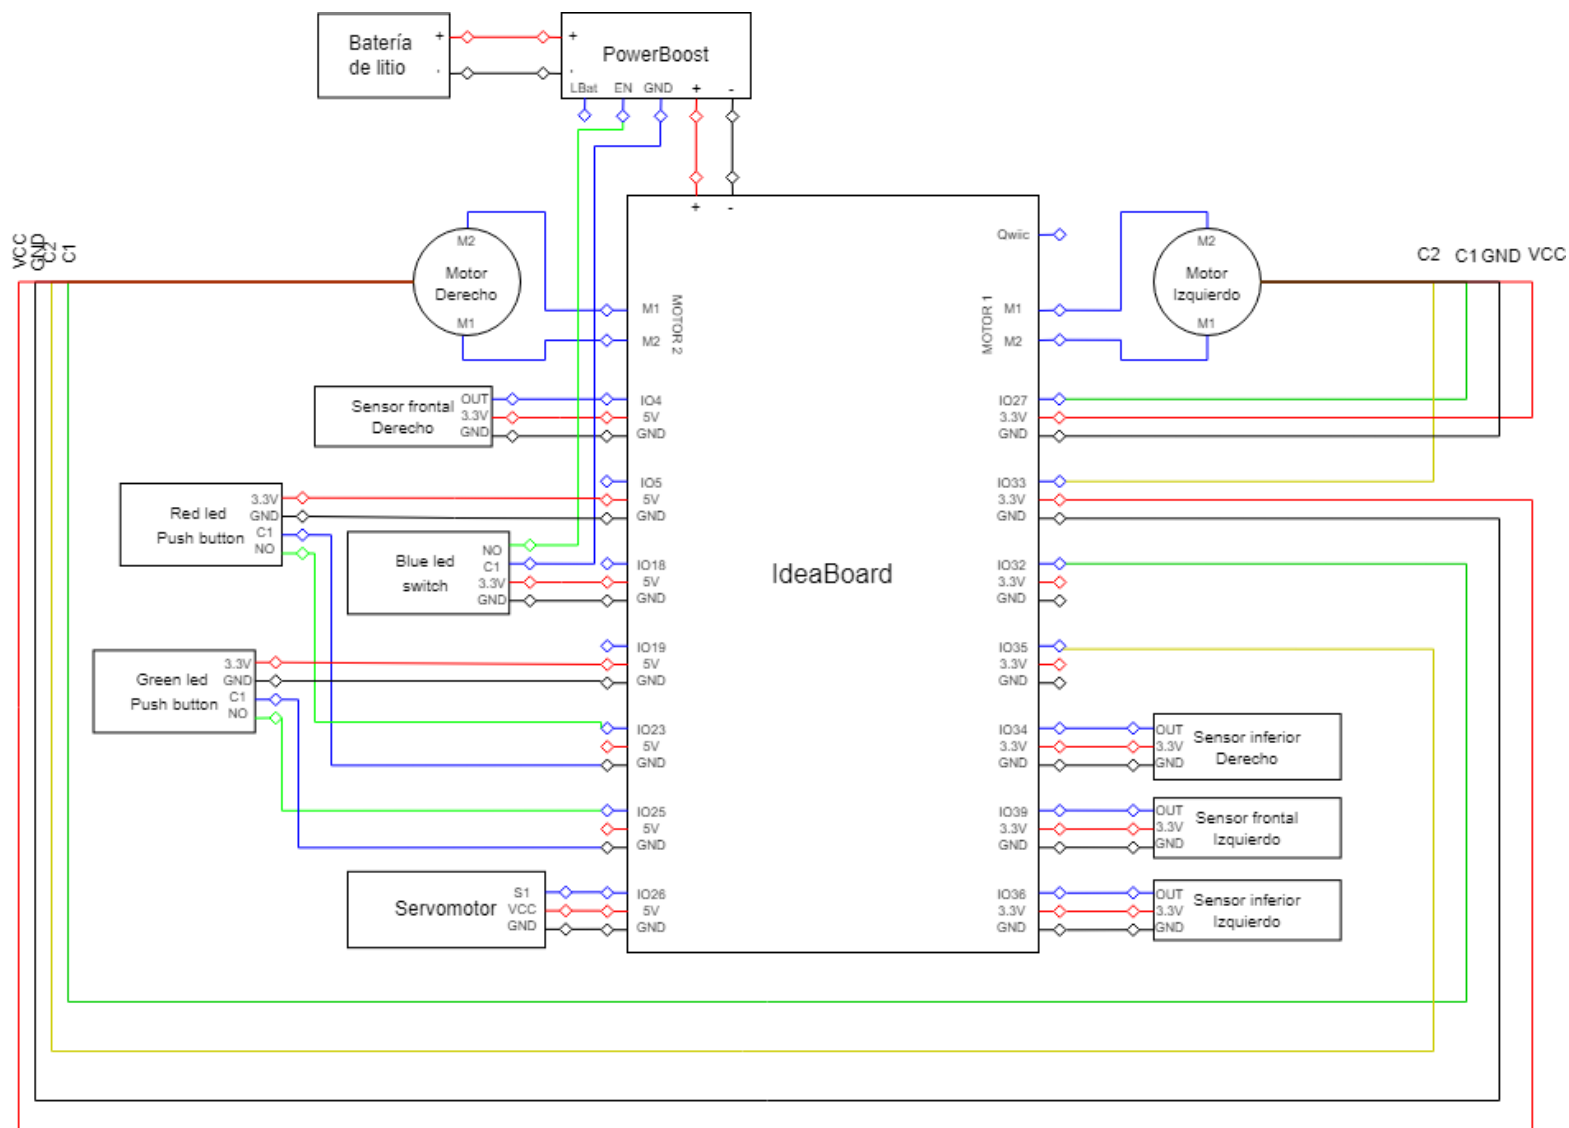 Batería
de litio
+
-
+
-
PowerBoost
LBat EN GND + -
+ -
VCC
GND
C2
C1
M2
Motor
Derecho
M1
M1
M2
MOTOR 2
Qwiic
M1
M2
MOTOR 1
M2
Motor
Izquierdo
M1
C2 C1 GND VCC
Sensor frontal
Derecho
OUT
3.3V
GND
IO4
5V
GND
IO5
5V
GND
Red led
Push button
3.3V
GND
C1
NO
Blue led
switch
NO
C1
3.3V
GND
IO18
5V
GND
IO19
5V
GND
Green led
Push button
3.3V
GND
C1
NO
IO23
5V
GND
IO25
5V
GND
Servomotor
S1
VCC
GND
IO26
5V
GND
IdeaBoard
IO27
3.3V
GND
IO33
3.3V
GND
IO32
3.3V
GND
IO35
3.3V
GND
IO34
3.3V
GND
OUT
3.3V
GND
Sensor inferior
Derecho
IO39
3.3V
GND
OUT
3.3V
GND
Sensor frontal
Izquierdo
IO36
3.3V
GND
OUT
3.3V
GND
Sensor inferior
Izquierdo